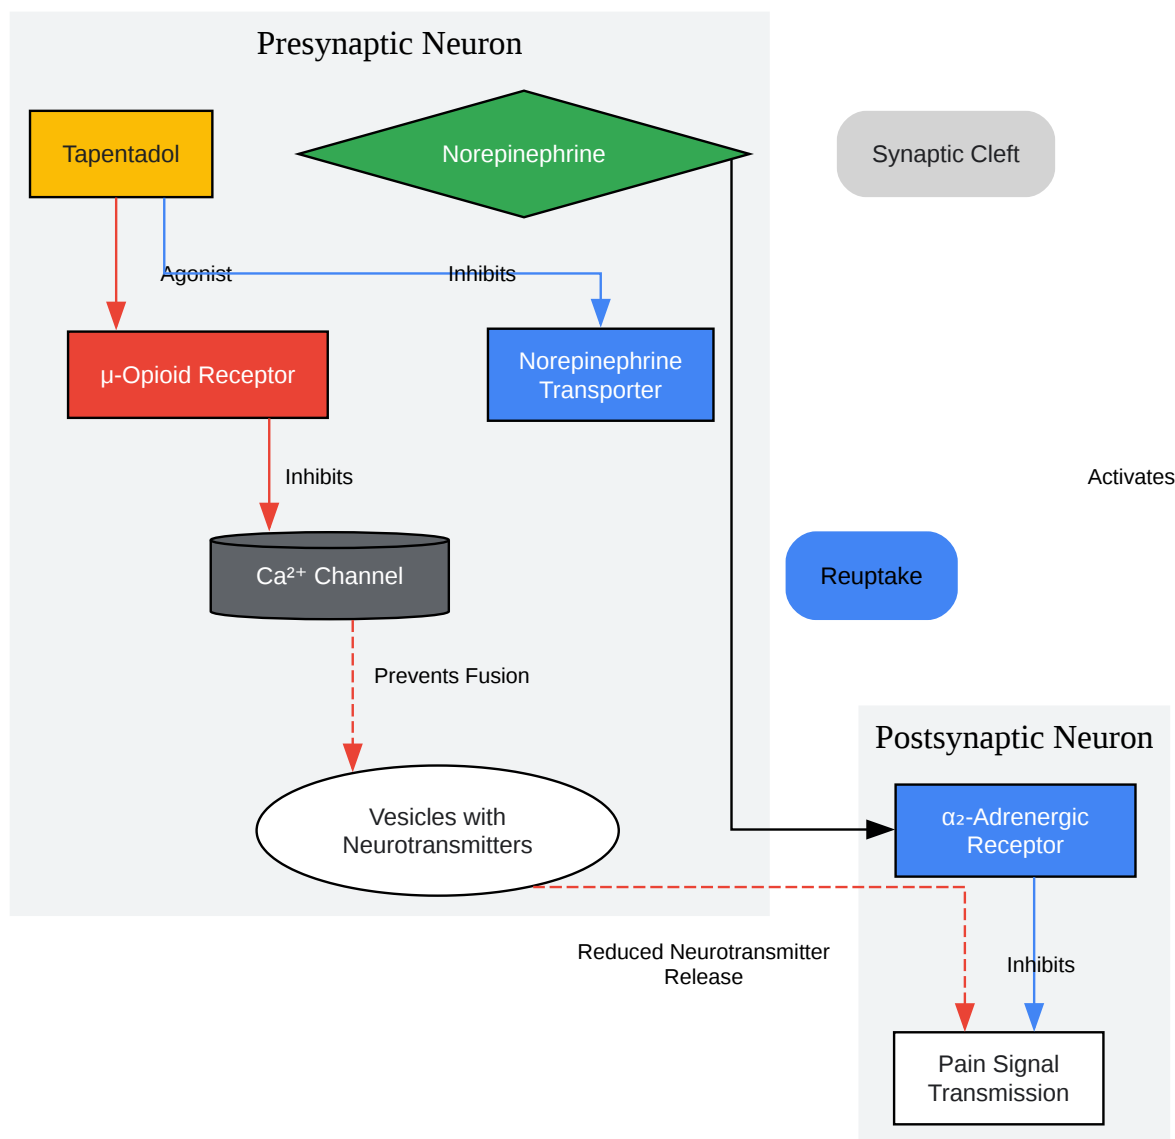 Presynaptic Neuron
Tapentadol
Norepinephrine
Synaptic Cleft
Agonist
Inhibits
μ-Opioid Receptor
Norepinephrine
Transporter
Inhibits
Activates
Ca²⁺ Channel
Reuptake
Prevents Fusion
Postsynaptic Neuron
Vesicles with
Neurotransmitters
α₂-Adrenergic
Receptor
Reduced Neurotransmitter
Release
Inhibits
Pain Signal
Transmission